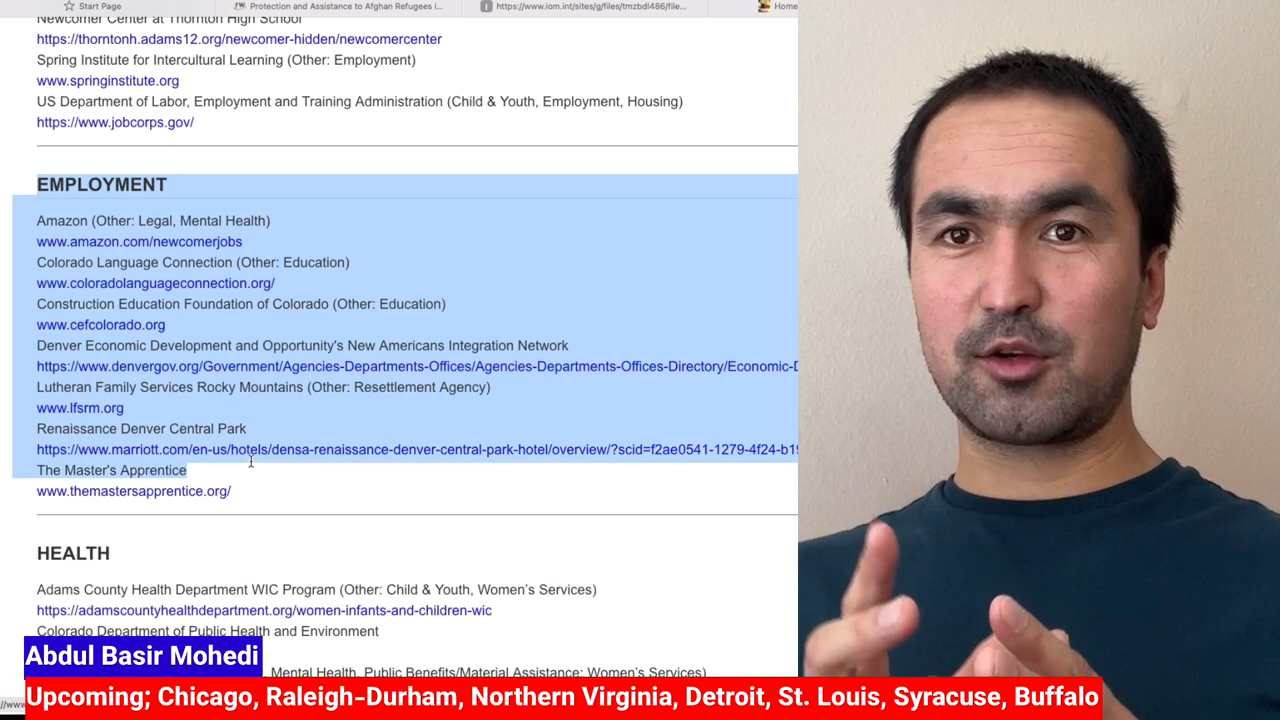 Start Page
Protection and Assistance to Afghan Refugees i...
https://www.iom.int/sites/g/files/tmzbdl486/file...
Home
Newcomer Center at Thornton High School
https://thorntonh.adams12.org/newcomer-hidden/newcomercenter
Spring Institute for Intercultural Learning (Other: Employment)
www.springinstitute.org
US Department of Labor, Employment and Training Administration (Child & Youth, Employment, Housing)
https://www.jobcorps.gov/
EMPLOYMENT
Amazon (Other: Legal, Mental Health)
www.amazon.com/newcomerjobs
Colorado Language Connection (Other: Education)
www.coloradolanguageconnection.org/
Construction Education Foundation of Colorado (Other: Education)
www.cefcolorado.org
Denver Economic Development and Opportunity's New Americans Integration Network
https://www.denvergov.org/Government/Agencies-Departments-Offices/Agencies-Departments-Offices-Directory/Economic-D
Lutheran Family Services Rocky Mountains (Other: Resettlement Agency)
www.lfsrm.org
Renaissance Denver Central Park
https://www.marriott.com/en-us/hotels/densa-renaissance-denver-central-park-hotel/overview/?scid=f2ae0541-1279-4f24-b19
The Master's Apprentice
www.themastersapprentice.org/
HEALTH
Adams County Health Department WIC Program (Other: Child & Youth, Women's Services)
https://adamscountyhealthdepartment.org/women-infants-and-children-wic
Colorado Department of Public Health and Environment
Abdul Basir Mohedi
Mental Health, Public Benefits/Material Assistance: Women's Services)
Upcoming; Chicago, Raleigh-Durham, Northern Virginia, Detroit, St. Louis, Syracuse, Buffalo